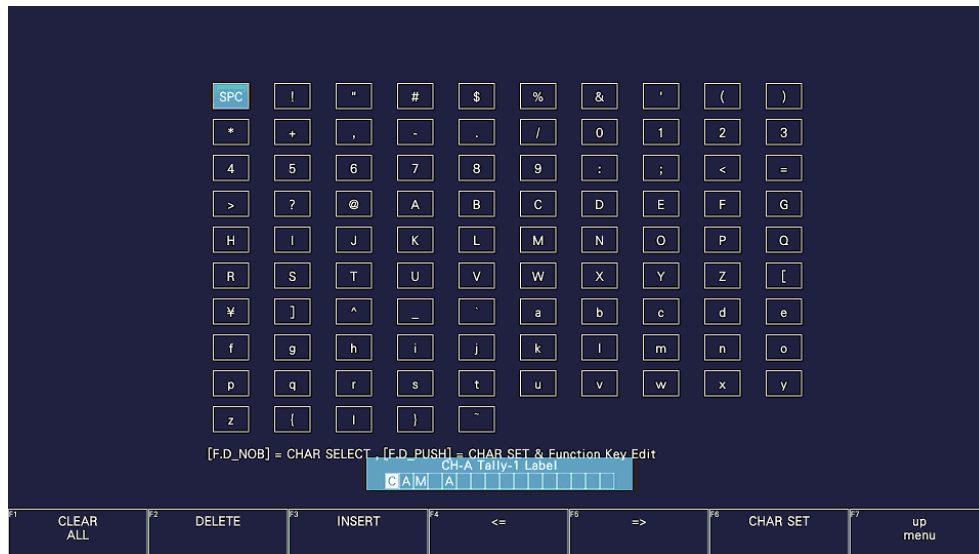 SPC ! " # $ % & ' ( )
* + , - . / 0 1 2 3
4 5 6 7 8 9 : ; < =
> ? @ A B C D E F G
H I J K L M N O P Q
R S T U V W X Y Z [
¥ ] ^ _ ` a b c d e
f g h i j k l m n o
p q r s t u v w x y
z { | } ~
[F.D_NOB] = CHAR SELECT , [F.D_PUSH] = CHAR SET & Function Key Edit
CH-A Tally-1 Label
CAM A
F1 CLEAR ALL
F2 DELETE
F3 INSERT
F4 <=
F5 =>
F6 CHAR SET
F7 up menu